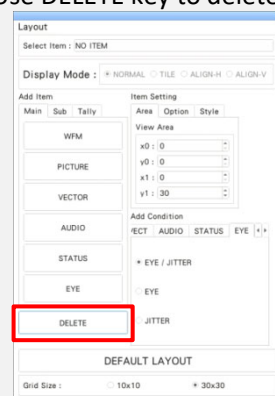 Use DELETE key to delete
Layout
Select Item : NO ITEM
Display Mode : NORMAL TILE ALIGN-H ALIGN-V
Add Item Item Setting
Main Sub Tally Area Option Style
View Area
WFM x0 : 0
y0 : 0
PICTURE x1 : 0
y1 : 30
VECTOR
Add Condition
AUDIO VECT AUDIO STATUS EYE
STATUS EYE / JITTER
EYE EYE
DELETE JITTER
DEFAULT LAYOUT
Grid Size : 10x10 30x30